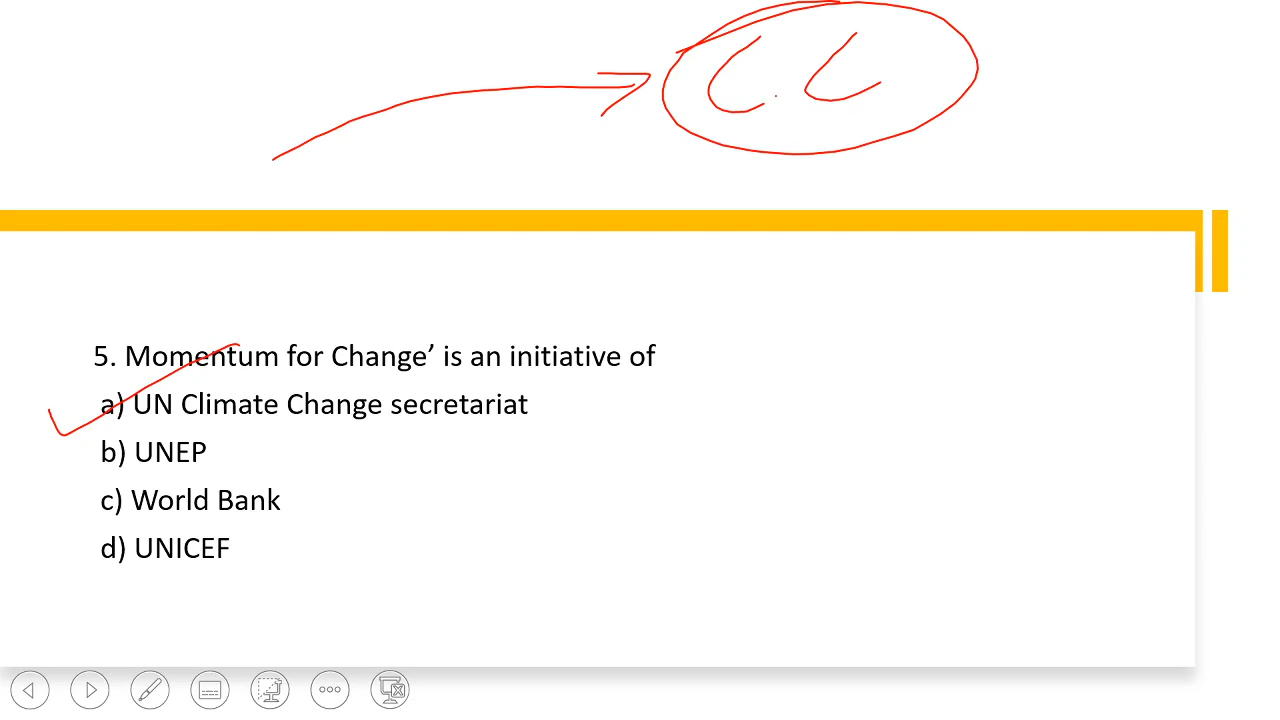 C.C
5. Momentum for Change’ is an initiative of
a) UN Climate Change secretariat
b) UNEP
c) World Bank
d) UNICEF